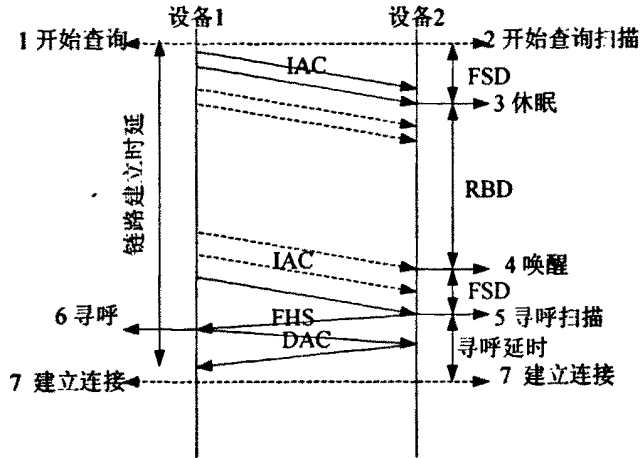 设备1 设备2
1 开始查询 2 开始查询扫描
IAC FSD
3 休眠
链路建立时延
RBD
IAC 4 唤醒
FSD
6 寻呼 FHS 5 寻呼扫描
DAC 寻呼延时
7 建立连接 7 建立连接